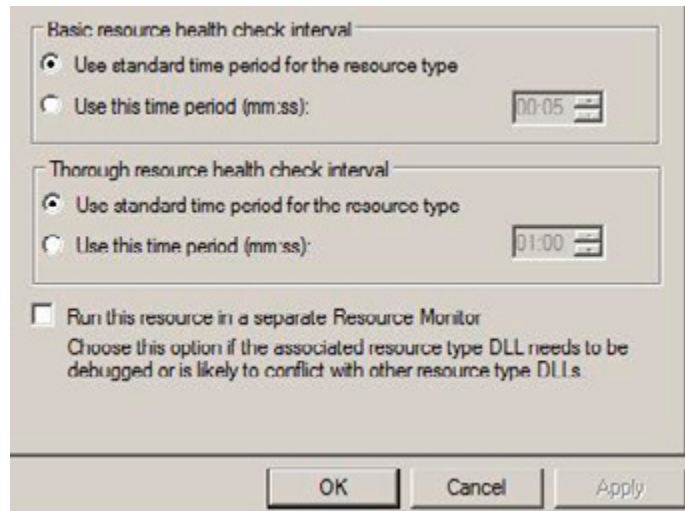 Basic resource health check interval
Use standard time period for the resource type
Use this time period (mm:ss):
00:05
Thorough resource health check interval
Use standard time period for the resource type
Use this time period (mm:ss):
01:00
Run this resource in a separate Resource Monitor
Choose this option if the associated resource type DLL needs to be
debugged or is likely to conflict with other resource type DLLs.
OK Cancel Apply